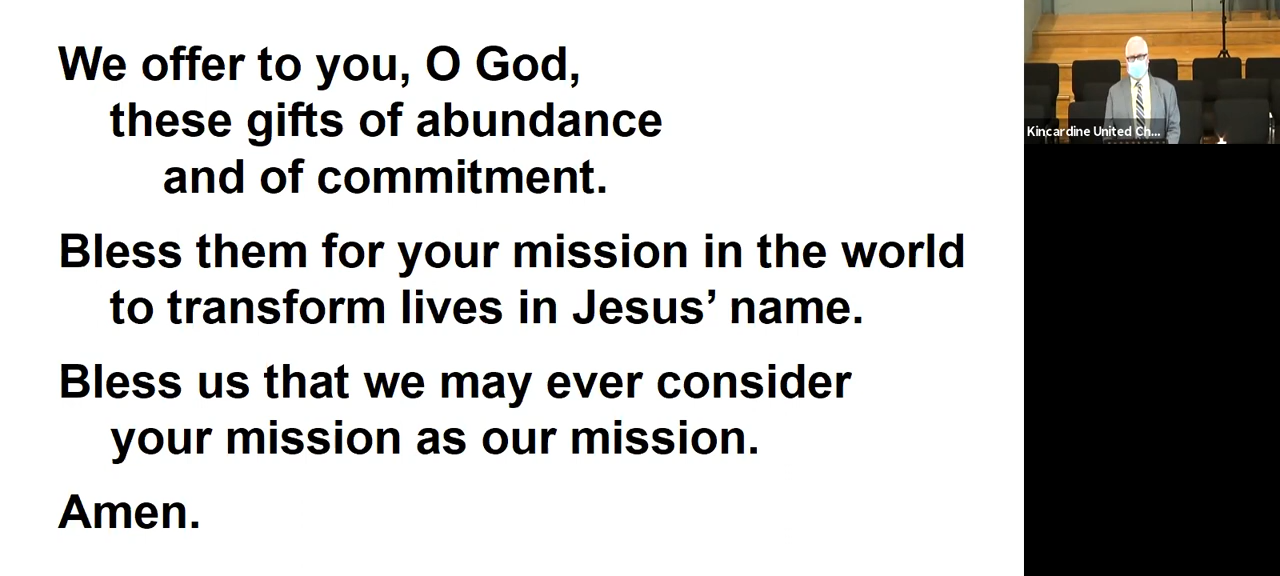 We offer to you, O God,
these gifts of abundance
and of commitment.
Bless them for your mission in the world
to transform lives in Jesus’ name.
Bless us that we may ever consider
your mission as our mission.
Amen.
Kincardine United Ch...